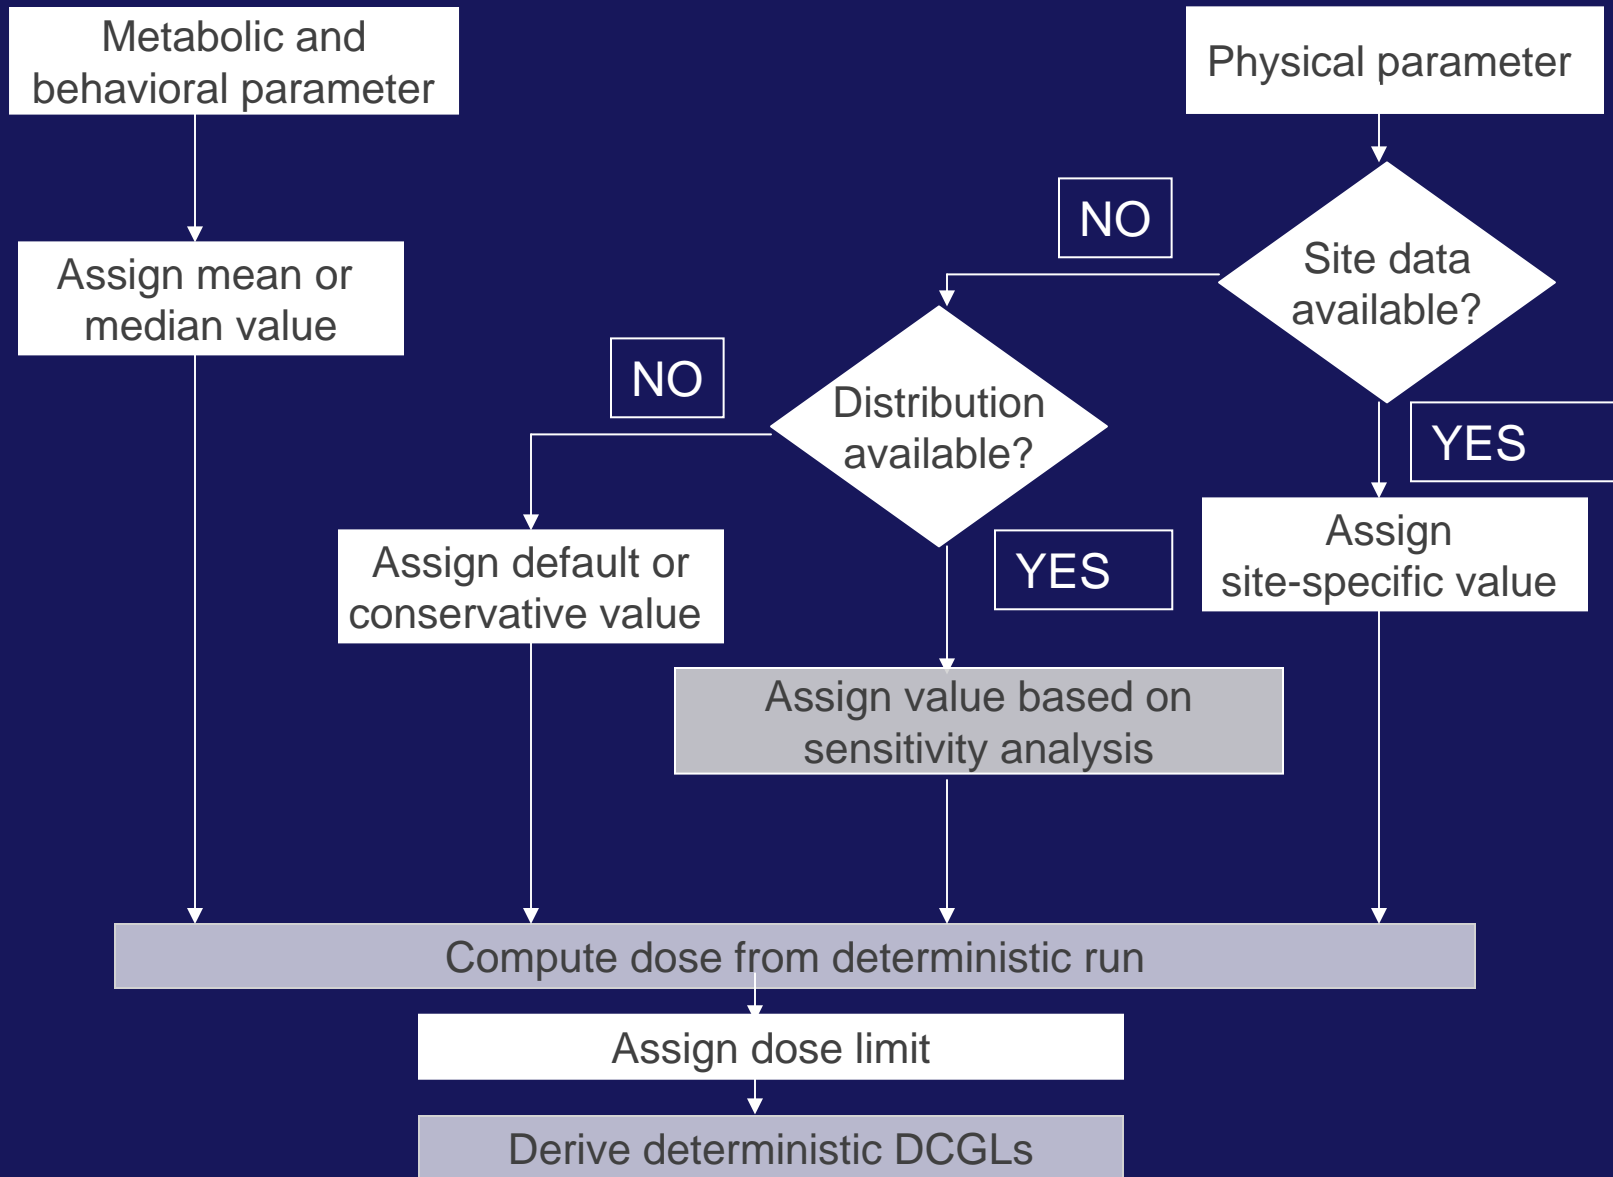 Metabolic and
behavioral parameter
Physical parameter
NO
Site data
available?
Assign mean or
median value
NO
Distribution
available?
YES
Assign default or
conservative value
YES
Assign
site-specific value
Assign value based on
sensitivity analysis
Compute dose from deterministic run
Assign dose limit
Derive deterministic DCGLs